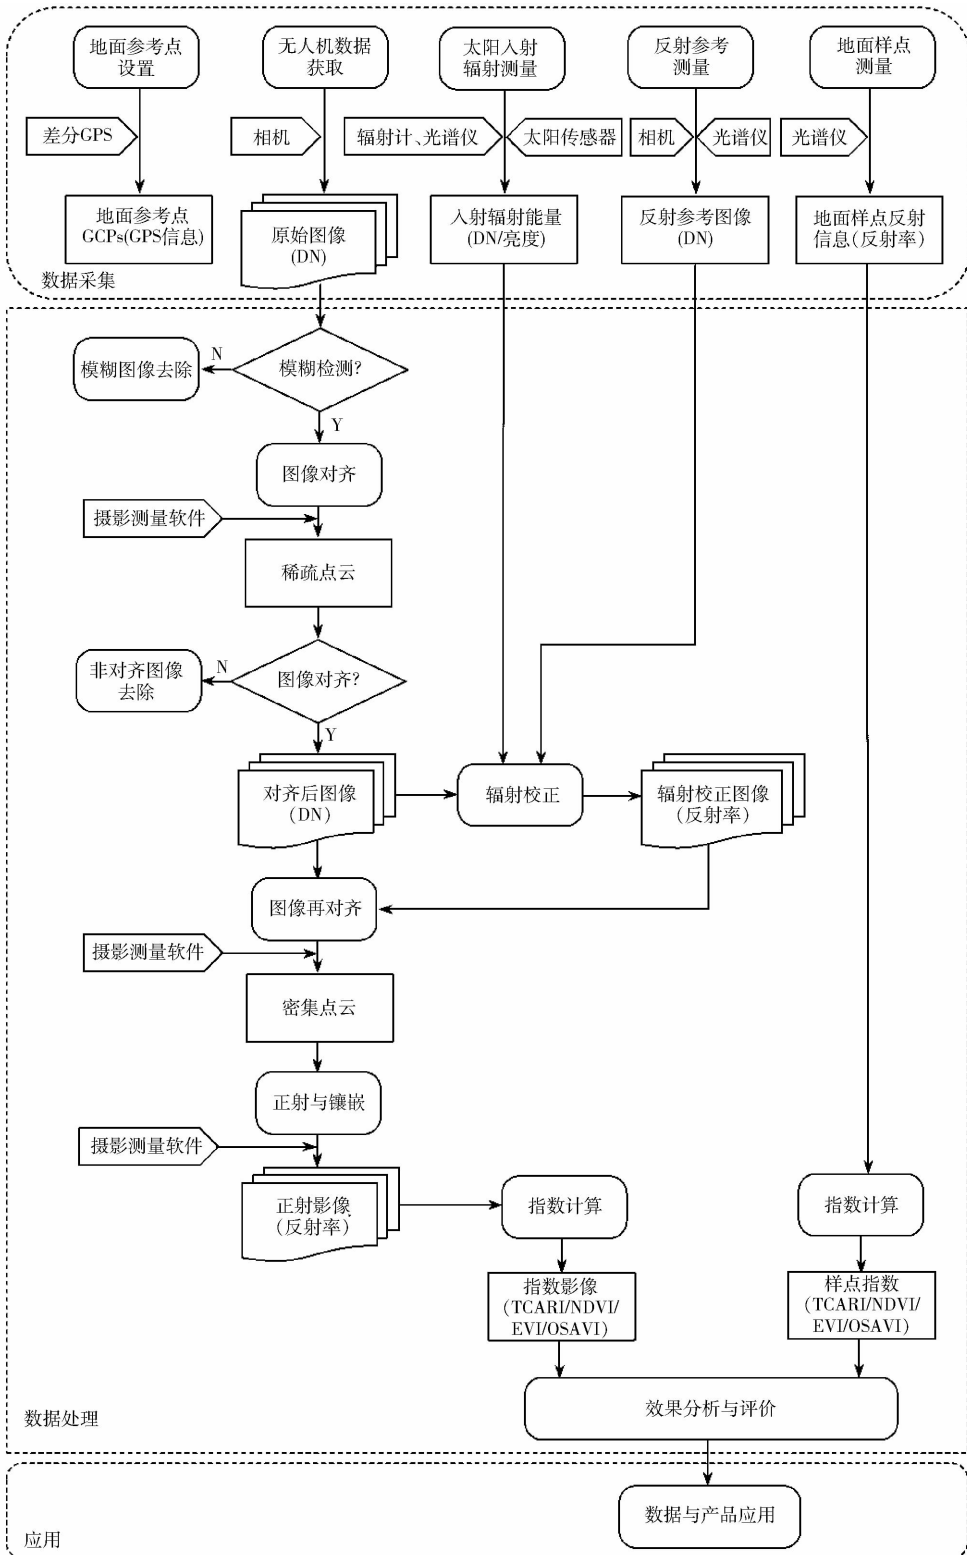 地面参考点
设置
无人机数据
获取
太阳入射
辐射测量
反射参考
测量
地面样点
测量
差分GPS
相机
辐射计、光谱仪
太阳传感器
相机
光谱仪
光谱仪
地面参考点
GCPs(GPS信息)
原始图像
(DN)
入射辐射能量
(DN/亮度)
反射参考图像
(DN)
地面样点反射
信息(反射率)
数据采集
模糊图像去除
N
模糊检测?
Y
图像对齐
摄影测量软件
稀疏点云
非对齐图像
去除
N
图像对齐?
Y
对齐后图像
(DN)
辐射校正
辐射校正图像
(反射率)
图像再对齐
摄影测量软件
密集点云
正射与镶嵌
摄影测量软件
正射影像
(反射率)
指数计算
指数计算
指数影像
(TCARI/NDVI/
EVI/OSAVI)
样点指数
(TCARI/NDVI/
EVI/OSAVI)
效果分析与评价
数据处理
数据与产品应用
应用